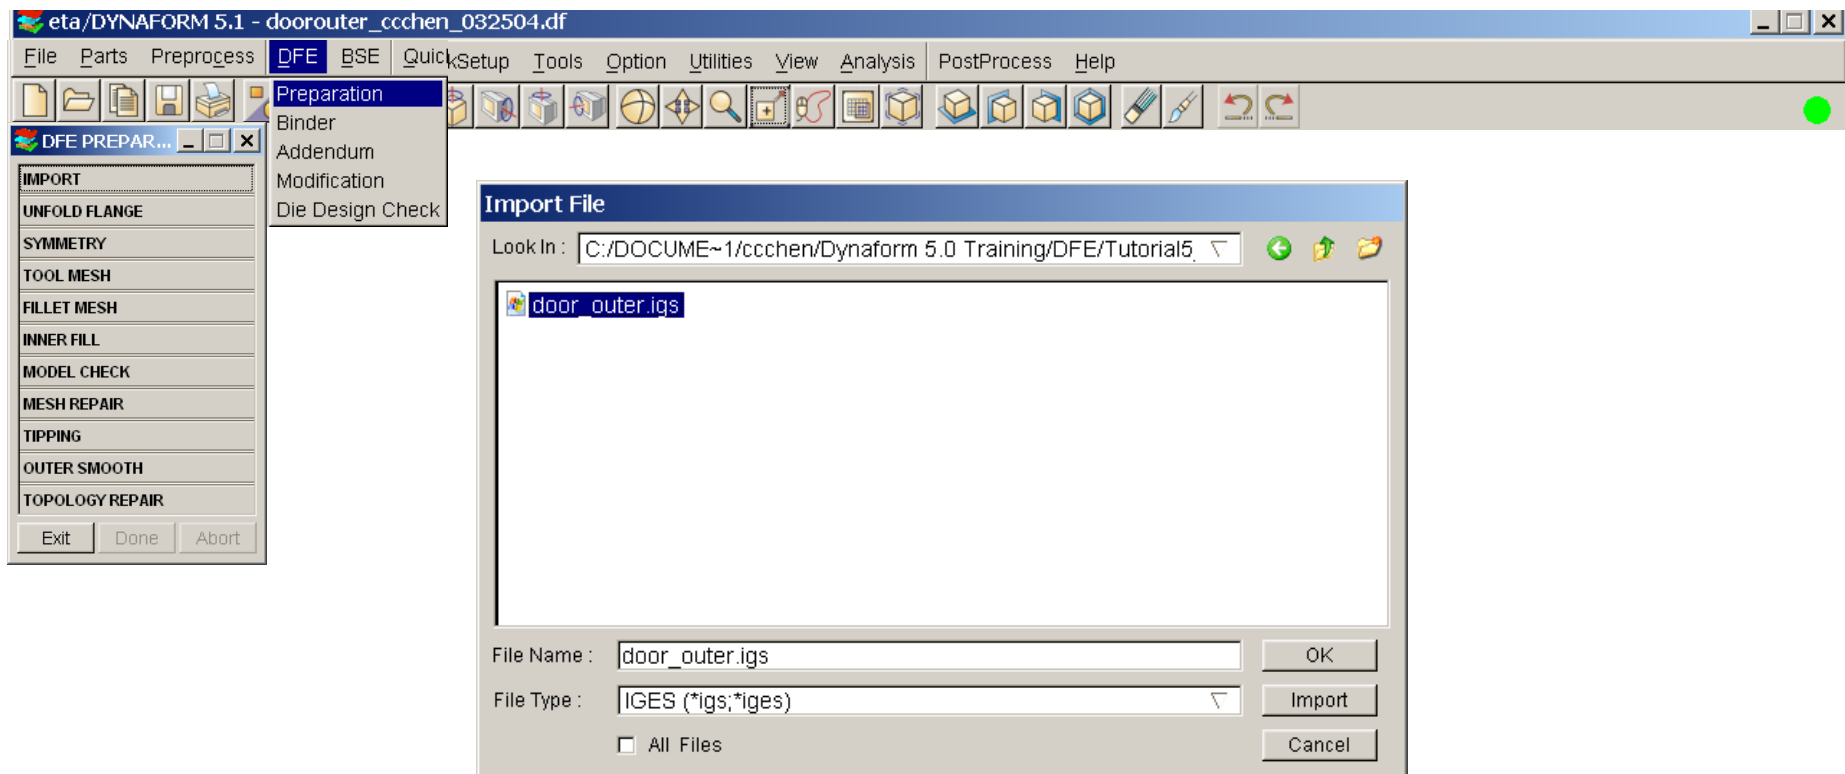 eta/DYNAFORM 5.1 - doorouter_ccchen_032504.df
File Parts Preprocess DFE BSE QuickSetup Tools Option Utilities View Analysis PostProcess Help
Preparation
Binder
Addendum
Modification
Die Design Check
DFE PREPAR...
IMPORT
UNFOLD FLANGE
SYMMETRY
TOOL MESH
FILLET MESH
INNER FILL
MODEL CHECK
MESH REPAIR
TIPPING
OUTER SMOOTH
TOPOLOGY REPAIR
Exit Done Abort
Import File
Look In : C:/DOCUME~1/ccchen/Dynaform 5.0 Training/DFE/Tutorial5_
door_outer.igs
File Name : door_outer.igs OK
File Type : IGES (*igs;*iges) Import
All Files Cancel